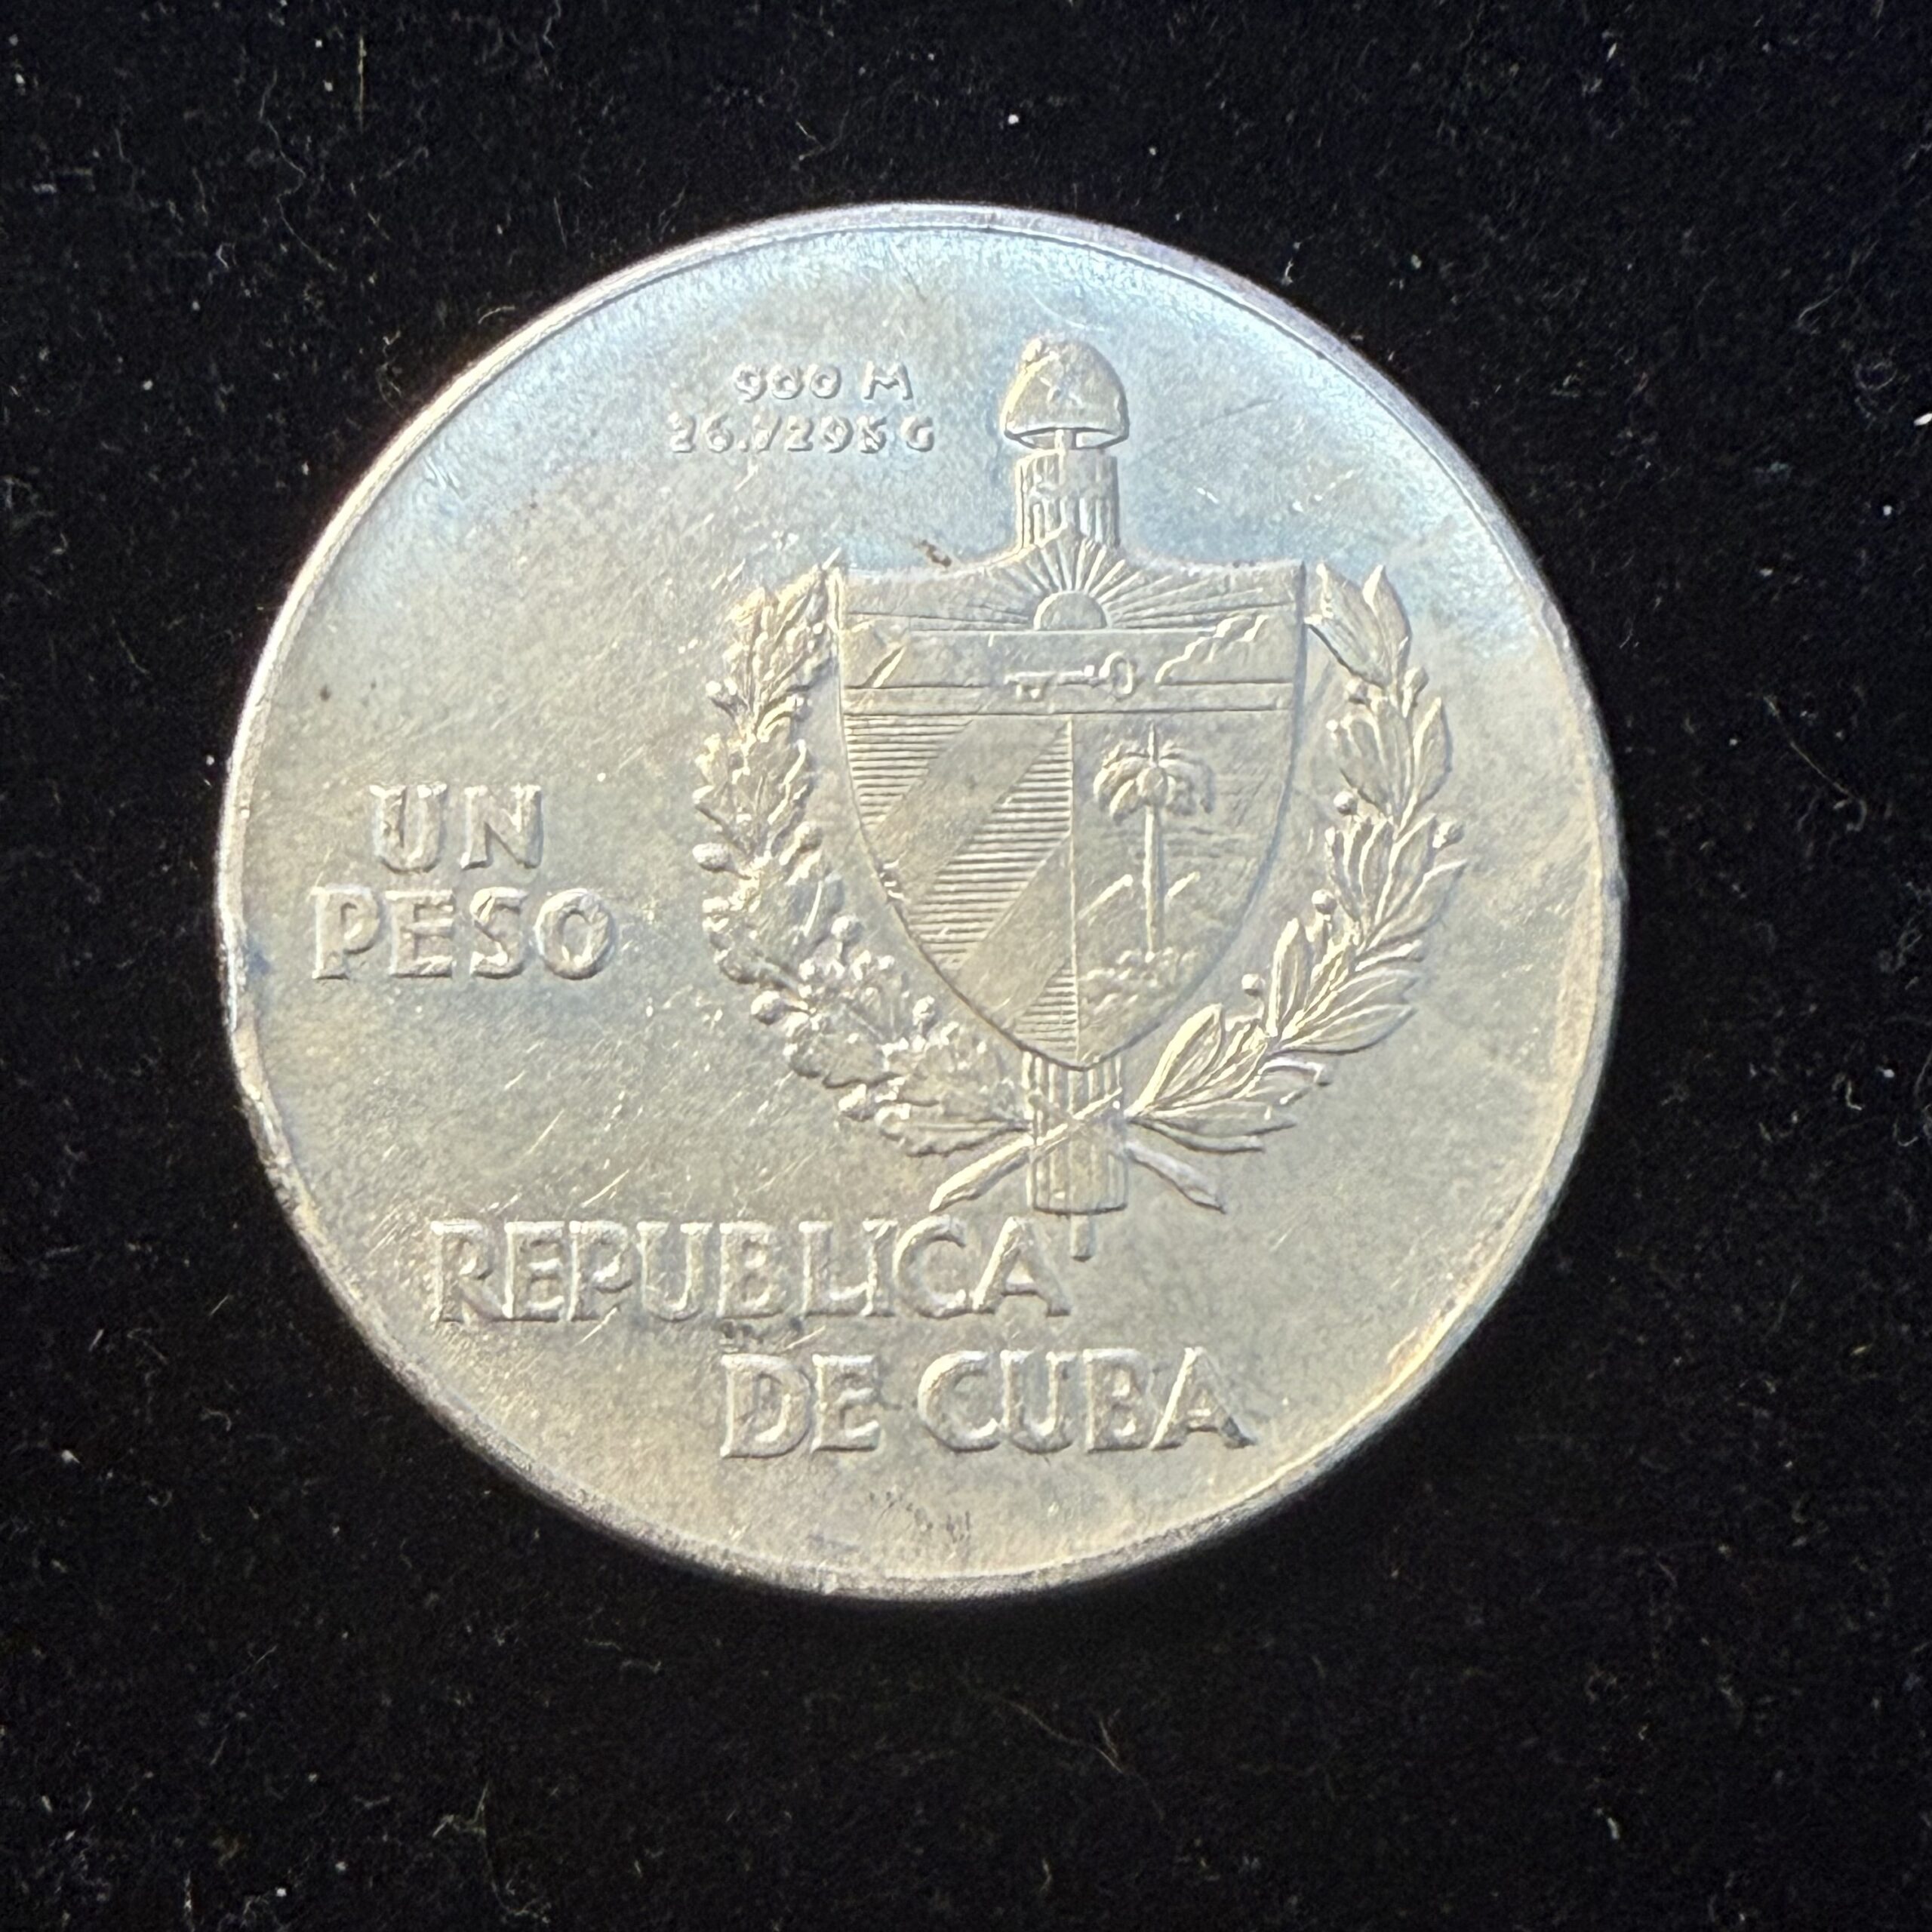 900 M
26.7295 G
UN
PESO
REPUBLICA
DE CUBA